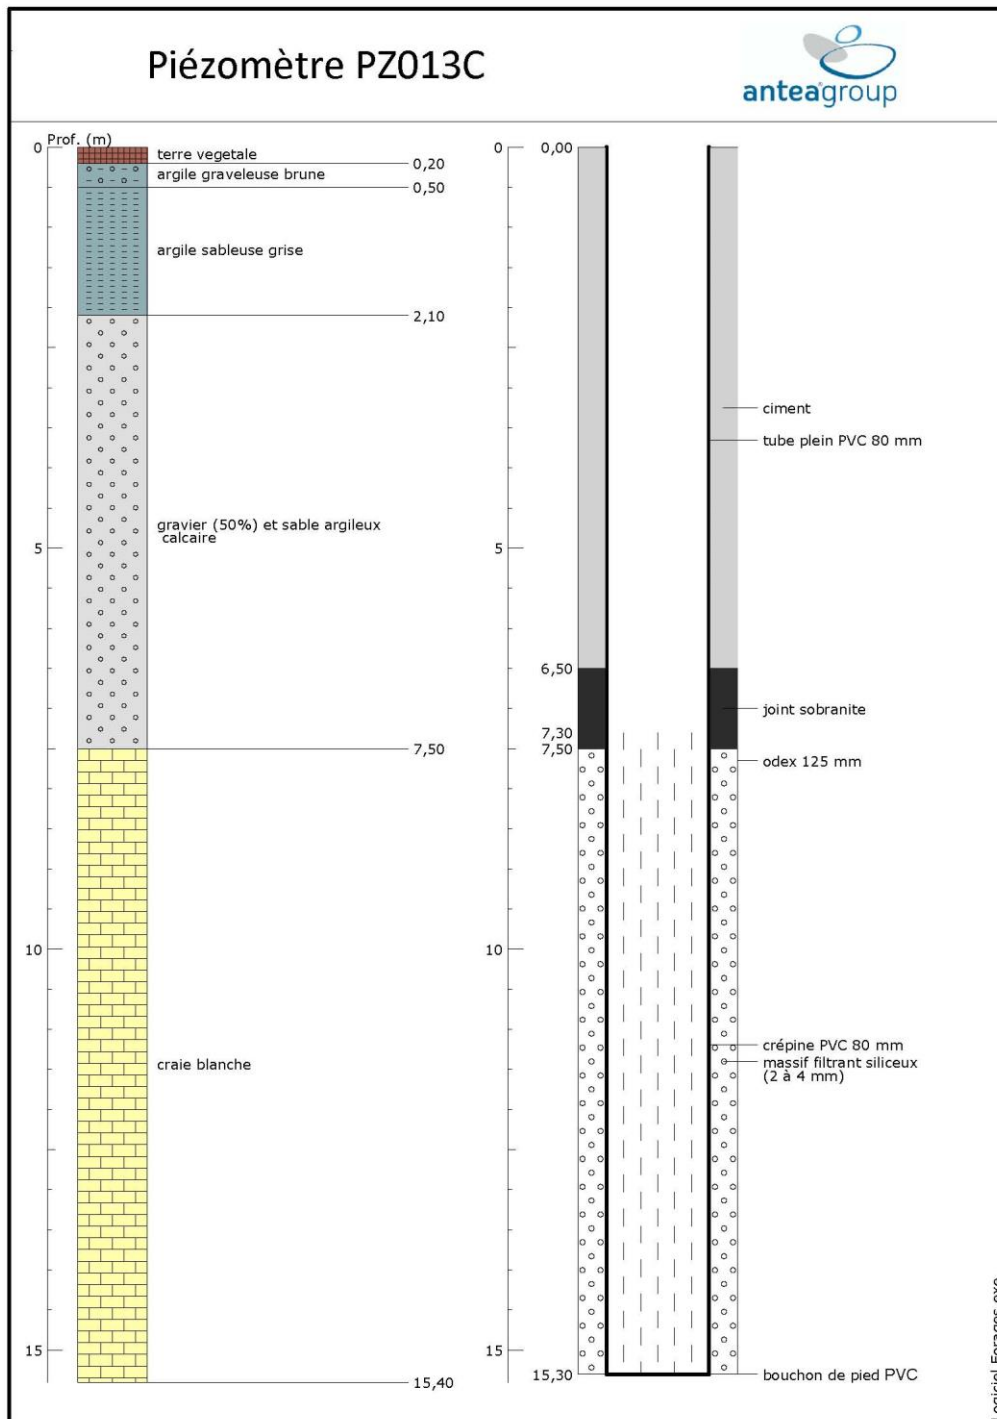 Piézomètre PZ013C
anteagroup
Prof. (m)
0
terre vegetale
0,20
argile graveleuse brune
0,50
argile sableuse grise
2,10
gravier (50%) et sable argileux
calcaire
5
7,50
10
craie blanche
15
15,40
0
0,00
ciment
tube plein PVC 80 mm
5
6,50
joint sobranite
7,30
7,50
odex 125 mm
10
crépine PVC 80 mm
massif filtrant siliceux
(2 à 4 mm)
15
15,30
bouchon de pied PVC
Logiciel Forages.exe